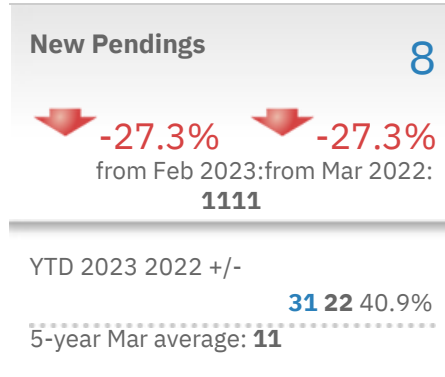 New Pendings
8
-27.3% -27.3%
from Feb 2023:from Mar 2022:
1111
YTD 2023 2022 +/-
31 22 40.9%
5-year Mar average: 11